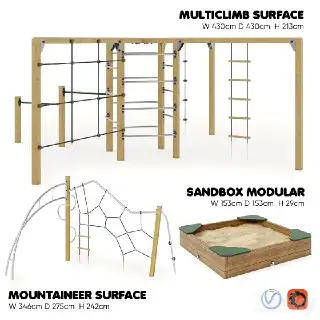 MULTICLIMB SURFACE
W 430cm D 430cm H 213cm
SANDBOX MODULAR
W 153cm D 153cm H 29cm
MOUNTAINEER SURFACE
W 346cm D 275cm H 242cm